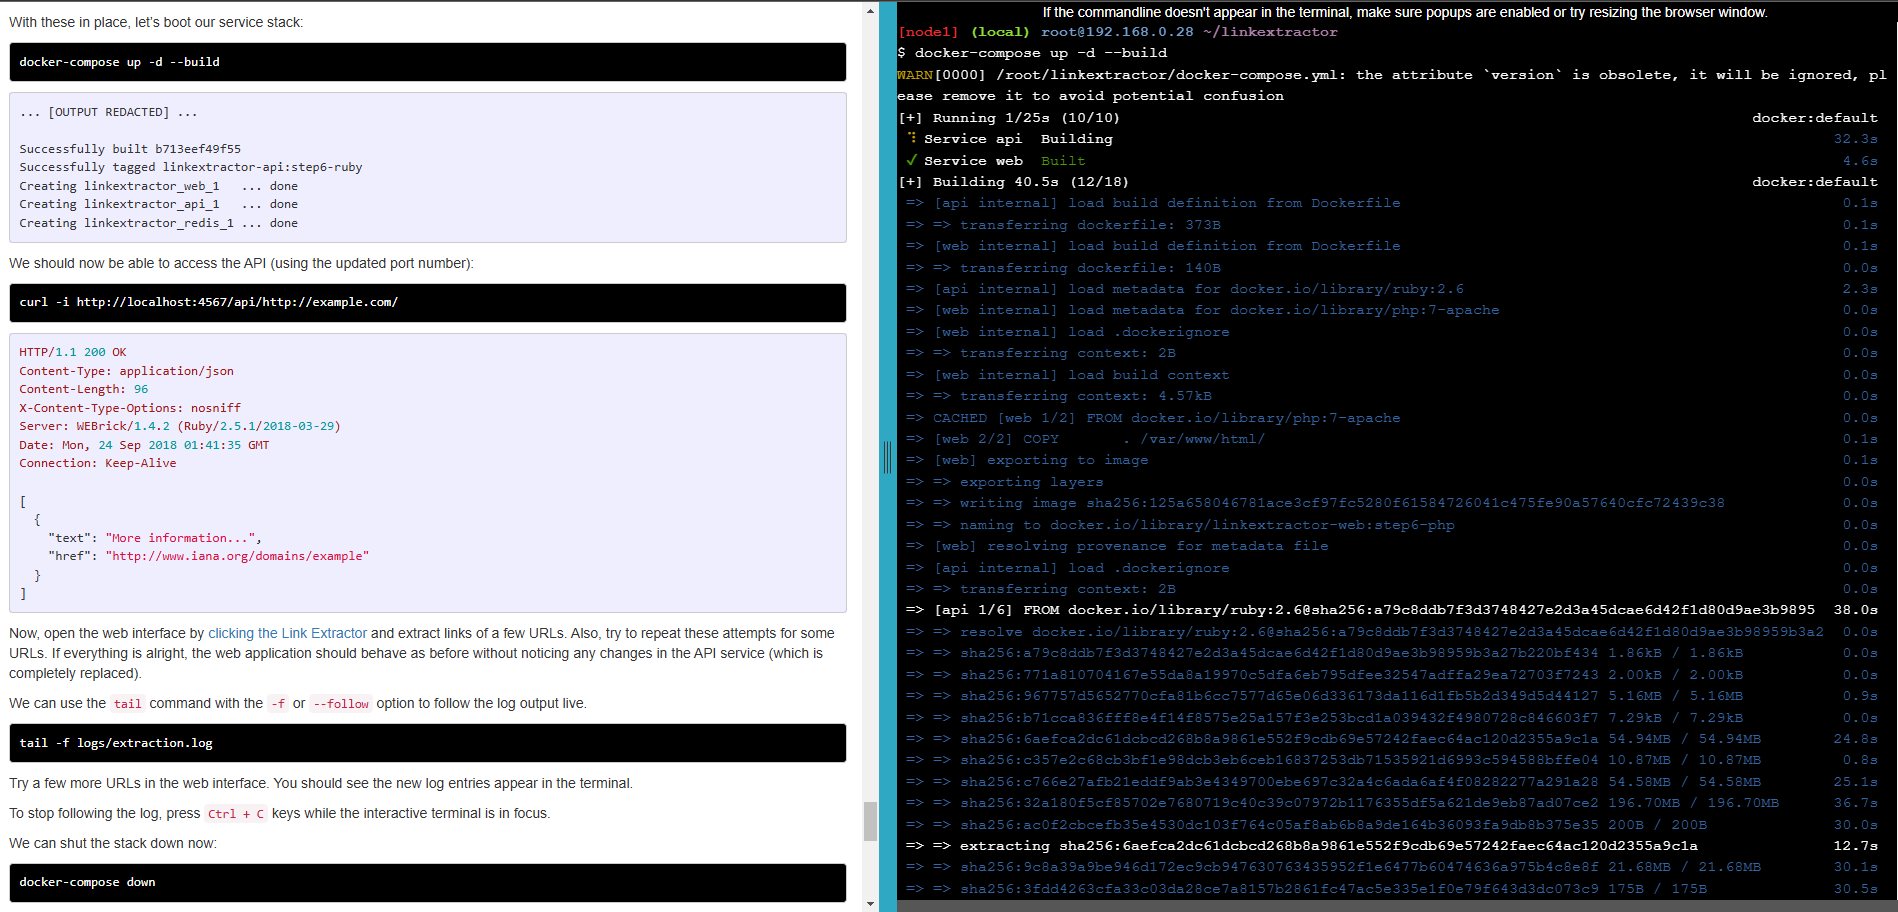 With these in place, let's boot our service stack:
docker-compose up -d --build
... [OUTPUT REDACTED] ...
Successfully built b713eef49f55
Successfully tagged linkextractor-api:step6-ruby
Creating linkextractor_web_1   ... done
Creating linkextractor_api_1   ... done
Creating linkextractor_redis_1 ... done
We should now be able to access the API (using the updated port number):
curl -i http://localhost:4567/api/http://example.com/
HTTP/1.1 200 OK
Content-Type: application/json
Content-Length: 96
X-Content-Type-Options: nosniff
Server: WEBrick/1.4.2 (Ruby/2.5.1/2018-03-29)
Date: Mon, 24 Sep 2018 01:41:35 GMT
Connection: Keep-Alive
[
  {
    "text": "More information...",
    "href": "http://www.iana.org/domains/example"
  }
]
Now, open the web interface by clicking the Link Extractor and extract links of a few URLs. Also, try to repeat these attempts for some
URLs. If everything is alright, the web application should behave as before without noticing any changes in the API service (which is
completely replaced).
We can use the tail command with the -f or --follow option to follow the log output live.
tail -f logs/extraction.log
Try a few more URLs in the web interface. You should see the new log entries appear in the terminal.
To stop following the log, press Ctrl + C keys while the interactive terminal is in focus.
We can shut the stack down now:
docker-compose down
If the commandline doesn't appear in the terminal, make sure popups are enabled or try resizing the browser window.
[node1] (local) root@192.168.0.28 ~/linkextractor
$ docker-compose up -d --build
WARN[0000] /root/linkextractor/docker-compose.yml: the attribute `version` is obsolete, it will be ignored, pl
ease remove it to avoid potential confusion
[+] Running 1/25s (10/10) docker:default
Service api  Building 32.3s
✓ Service web  Built 4.6s
[+] Building 40.5s (12/18) docker:default
=> [api internal] load build definition from Dockerfile 0.1s
=> => transferring dockerfile: 373B 0.1s
=> [web internal] load build definition from Dockerfile 0.1s
=> => transferring dockerfile: 140B 0.0s
=> [api internal] load metadata for docker.io/library/ruby:2.6 2.3s
=> [web internal] load metadata for docker.io/library/php:7-apache 0.0s
=> [web internal] load .dockerignore 0.0s
=> => transferring context: 2B 0.0s
=> [web internal] load build context 0.0s
=> => transferring context: 4.57kB 0.0s
=> CACHED [web 1/2] FROM docker.io/library/php:7-apache 0.0s
=> [web 2/2] COPY       . /var/www/html/ 0.1s
=> [web] exporting to image 0.1s
=> => exporting layers 0.0s
=> => writing image sha256:125a658046781ace3cf97fc5280f61584726041c475fe90a57640cfc72439c38 0.0s
=> => naming to docker.io/library/linkextractor-web:step6-php 0.0s
=> [web] resolving provenance for metadata file 0.0s
=> [api internal] load .dockerignore 0.0s
=> => transferring context: 2B 0.0s
=> [api 1/6] FROM docker.io/library/ruby:2.6@sha256:a79c8ddb7f3d3748427e2d3a45dcae6d42f1d80d9ae3b9895 38.0s
=> => resolve docker.io/library/ruby:2.6@sha256:a79c8ddb7f3d3748427e2d3a45dcae6d42f1d80d9ae3b98959b3a2 0.0s
=> => sha256:a79c8ddb7f3d3748427e2d3a45dcae6d42f1d80d9ae3b98959b3a27b220bf434 1.86kB / 1.86kB 0.0s
=> => sha256:771a810704167e55da8a19970c5dfa6eb795dfee32547adffa29ea72703f7243 2.00kB / 2.00kB 0.0s
=> => sha256:967757d5652770cfa81b6cc7577d65e06d336173da116d1fb5b2d349d5d44127 5.16MB / 5.16MB 0.9s
=> => sha256:b71cca836fff8e4f14f8575e25a157f3e253bcd1a039432f4980728c846603f7 7.29kB / 7.29kB 0.0s
=> => sha256:6aefca2dc61dcbcd268b8a9861e552f9cdb69e57242faec64ac120d2355a9c1a 54.94MB / 54.94MB 24.8s
=> => sha256:c357e2c68cb3bf1e98dcb3eb6ceb16837253db71535921d6993c594588bffe04 10.87MB / 10.87MB 0.8s
=> => sha256:c766e27afb21eddf9ab3e4349700ebe697c32a4c6ada6af4f08282277a291a28 54.58MB / 54.58MB 25.1s
=> => sha256:32a180f5cf85702e7680719c40c39c07972b1176355df5a621de9eb87ad07ce2 196.70MB / 196.70MB 36.7s
=> => sha256:ac0f2cbcefb35e4530dc103f764c05af8ab6b8a9de164b36093fa9db8b375e35 200B / 200B 30.0s
=> => extracting sha256:6aefca2dc61dcbcd268b8a9861e552f9cdb69e57242faec64ac120d2355a9c1a 12.7s
=> => sha256:9c8a39a9be946d172ec9cb947630763435952f1e6477b60474636a975b4c8e8f 21.68MB / 21.68MB 30.1s
=> => sha256:3fdd4263cfa33c03da28ce7a8157b2861fc47ac5e335e1f0e79f643d3dc073c9 175B / 175B 30.5s